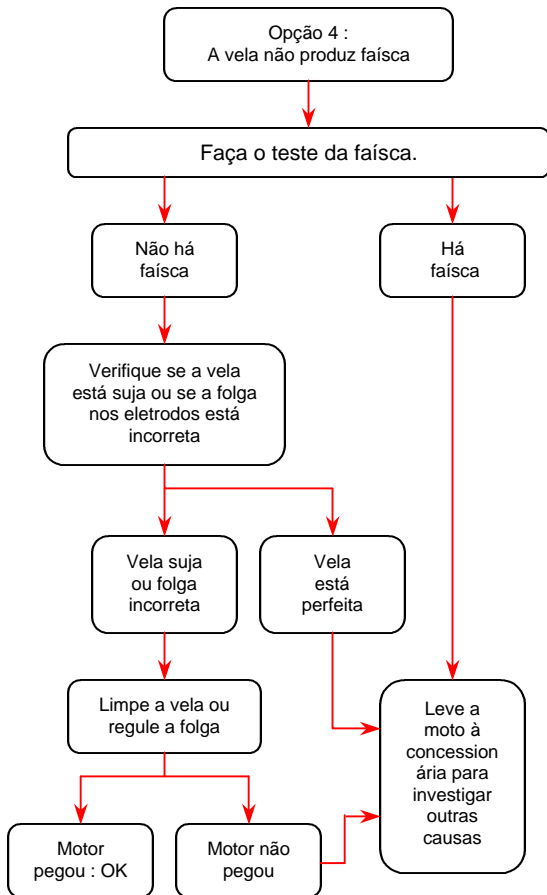 Opção 4 :
A vela não produz faísca
Faça o teste da faísca.
Não há
faísca
Há
faísca
Verifique se a vela
está suja ou se a folga
nos eletrodos está
incorreta
Vela suja
ou folga
incorreta
Vela
está
perfeita
Limpe a vela ou
regule a folga
Leve a
moto à
concession
ária para
investigar
outras
causas
Motor
pegou : OK
Motor não
pegou